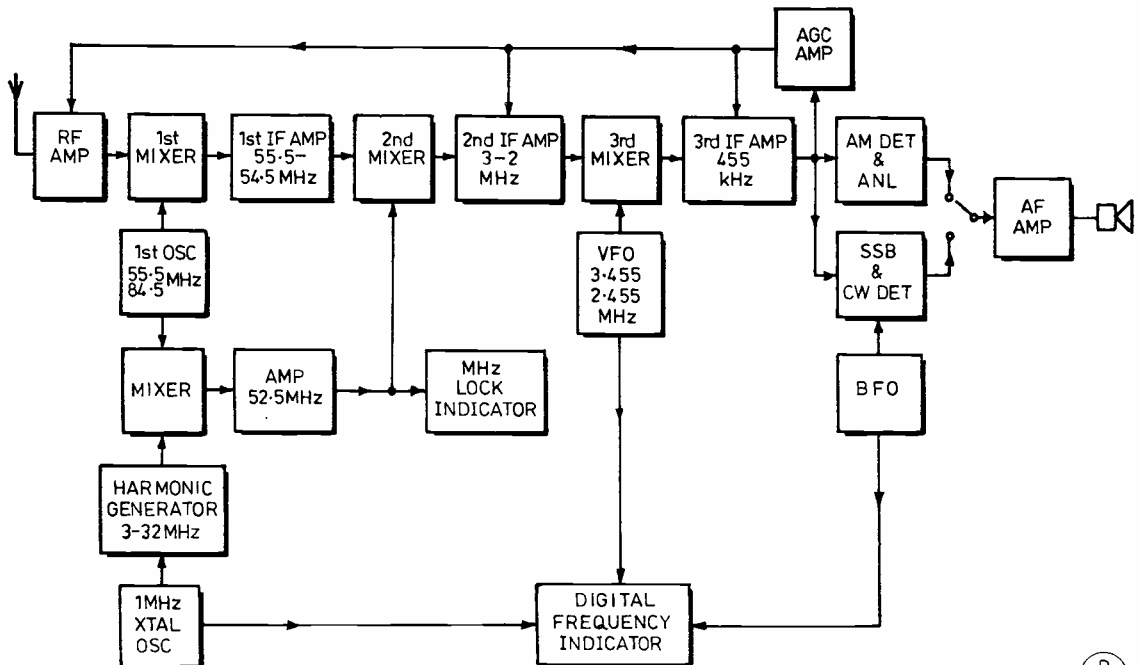 AGC
AMP
RF
AMP
1st
MIXER
1st IF AMP
55·5-
54·5 MHz
2nd
MIXER
2nd IF AMP
3-2
MHz
3rd
MIXER
3rd IF AMP
455
kHz
AM DET
&
ANL
AF
AMP
1st OSC
55·5 MHz
84·5
VFO
3·455
2·455
MHz
SSB
&
CW DET
MIXER
AMP
52·5MHz
MHz
LOCK
INDICATOR
BFO
HARMONIC
GENERATOR
3-32MHz
1MHz
XTAL
OSC
DIGITAL
FREQUENCY
INDICATOR